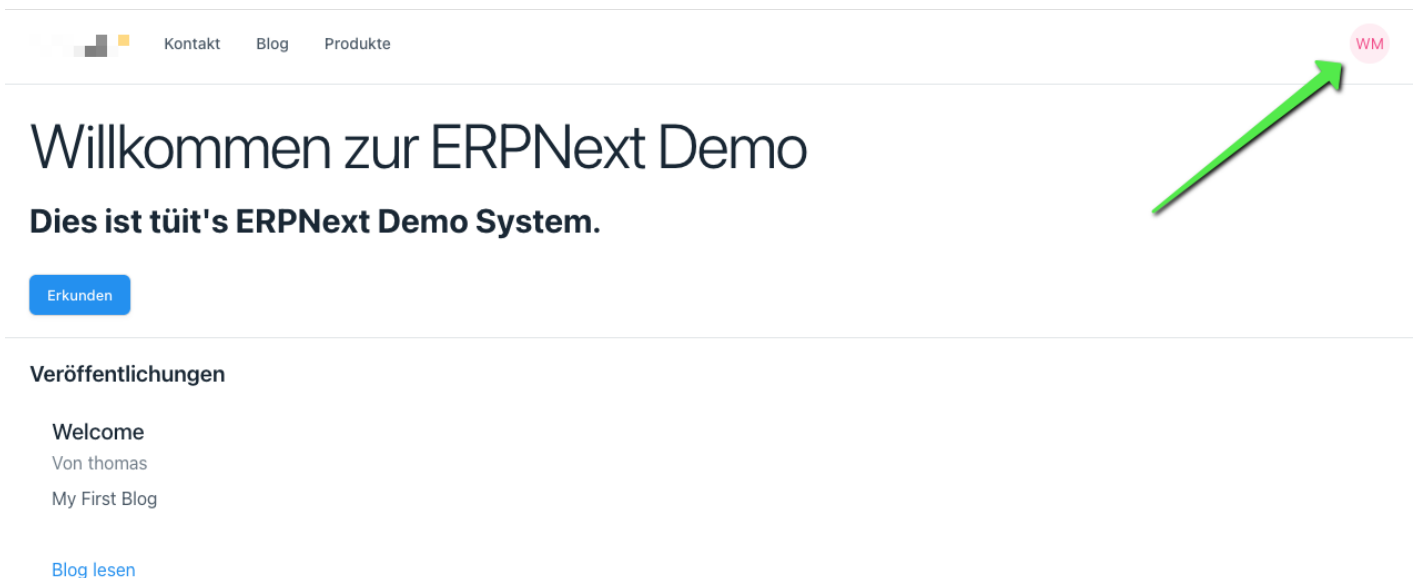 Kontakt Blog Produkte WM
Willkommen zur ERPNext Demo
Dies ist tüit's ERPNext Demo System.
Erkunden
Veröffentlichungen
Welcome
Von thomas
My First Blog
Blog lesen